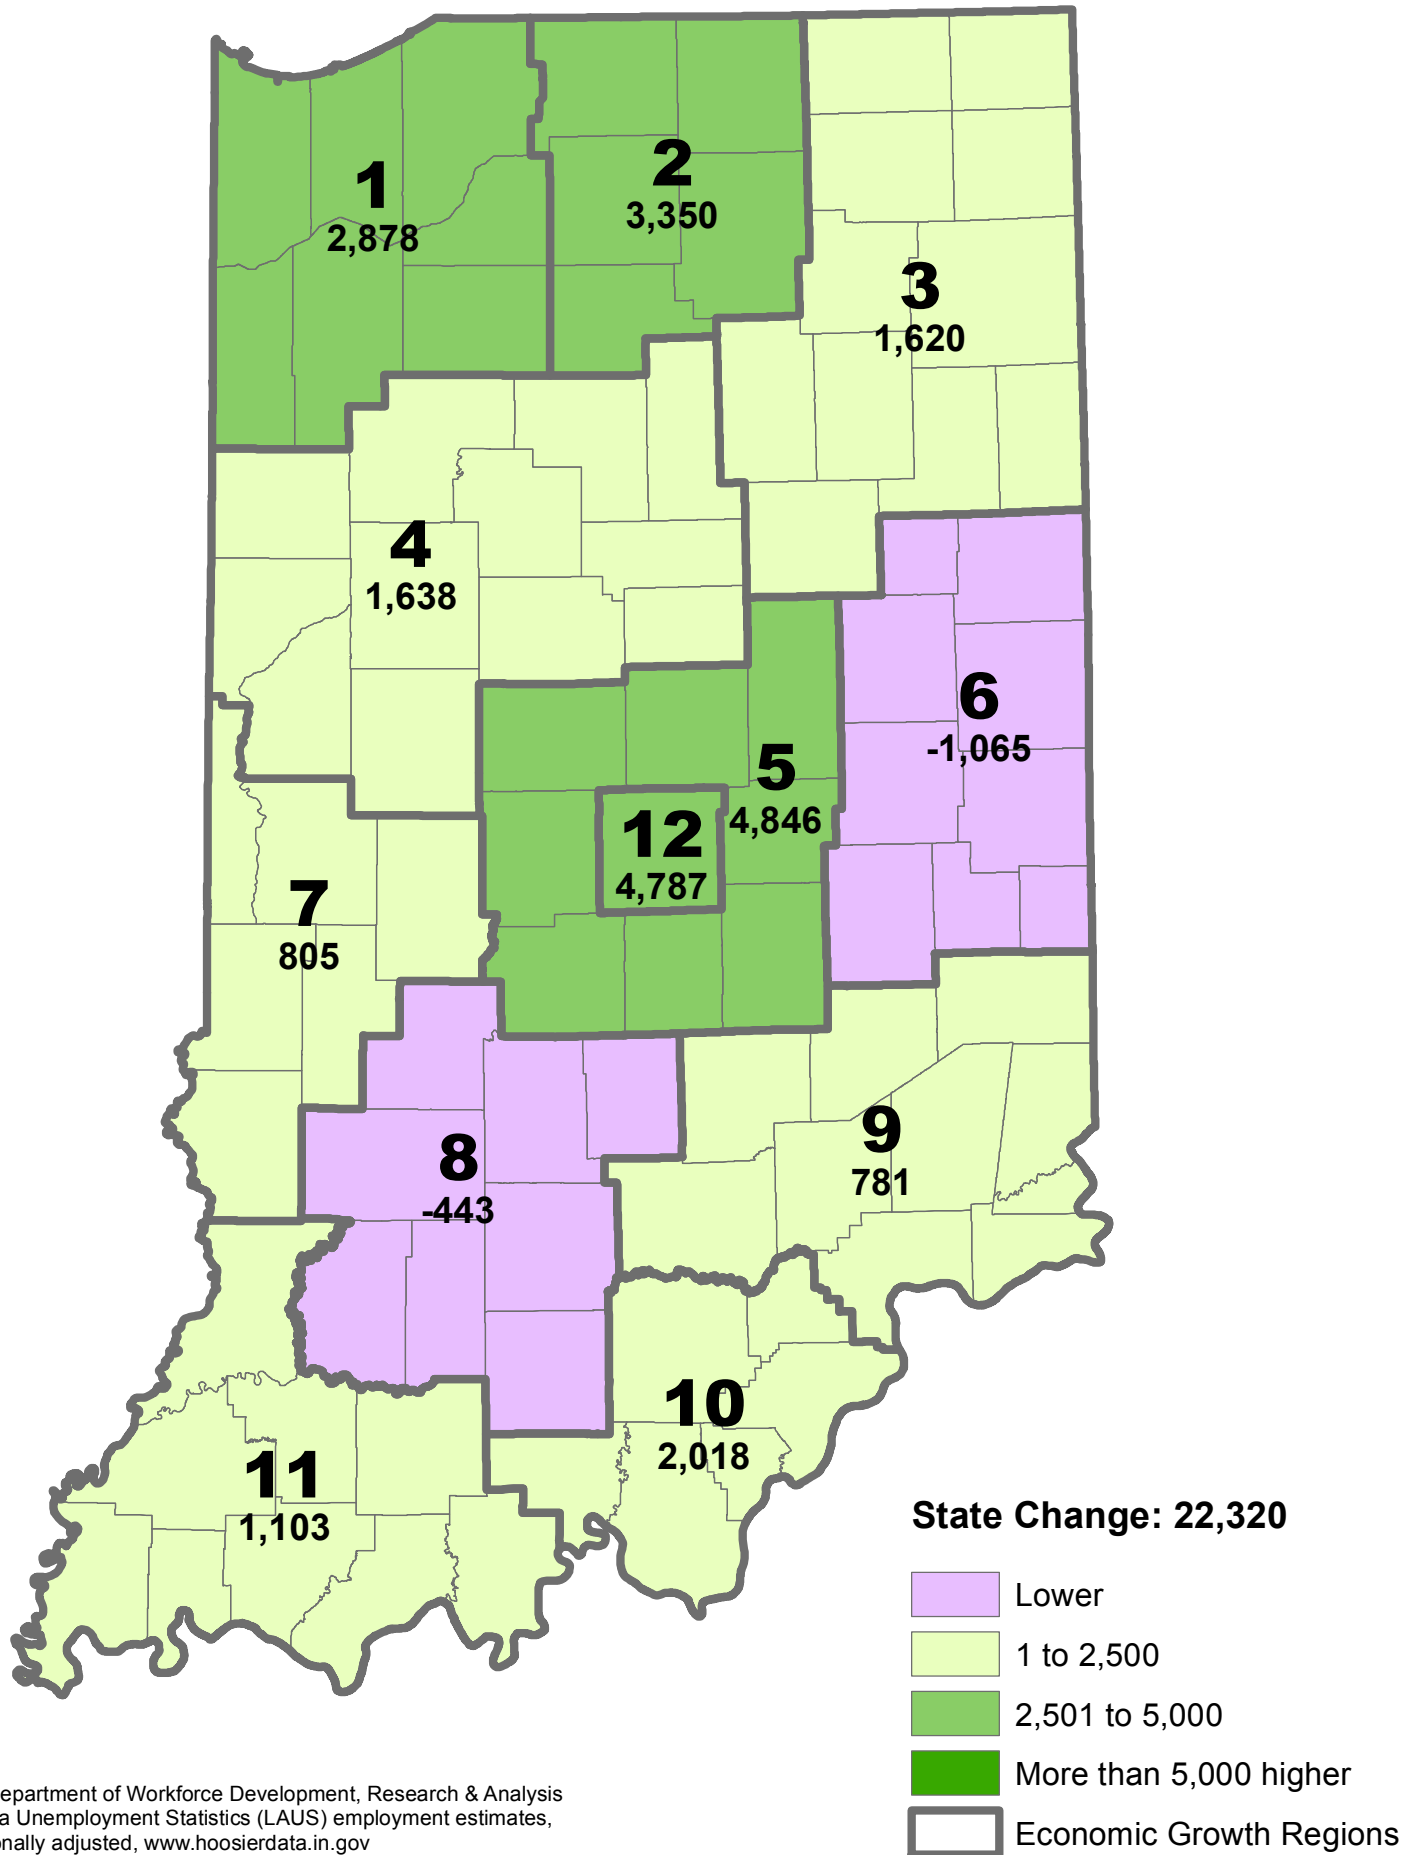 1
2,878
2
3,350
3
1,620
4
1,638
6
-1,065
5
4,846
12
4,787
7
805
8
-443
9
781
10
2,018
11
1,103
State Change: 22,320
Lower
1 to 2,500
2,501 to 5,000
More than 5,000 higher
Economic Growth Regions
epartment of Workforce Development, Research & Analysis
a Unemployment Statistics (LAUS) employment estimates,
nally adjusted, www.hoosierdata.in.gov